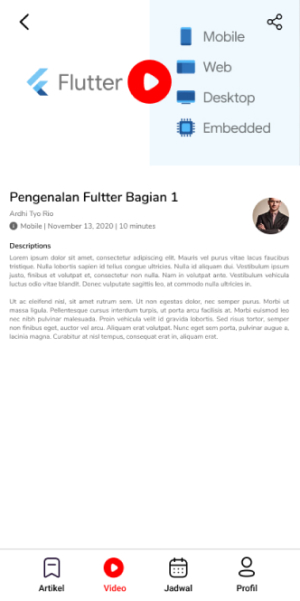 Mobile
Web
Flutter
Desktop
Embedded
Pengenalan Fultter Bagian 1
Ardhi Tyo Rio
Mobile | November 13, 2020 | 10 minutes
Descriptions
Lorem ipsum dolor sit amet, consectetur adipiscing elit. Mauris vel purus vitae lacus faucibus
tristique. Nulla lobortis sapien id tellus congue ultricies. Nulla id aliquam dui. Vestibulum ipsum
justo, finibus et volutpat et, consectetur non nulla. Nam in volutpat ante. Vestibulum vehicula
luctus odio vitae blandit. Donec vulputate sagittis leo, at commodo nulla ultricies in.
Ut ac eleifend nisl, sit amet rutrum sem. Ut non egestas dolor, nec semper purus. Morbi ut
massa ligula. Pellentesque cursus interdum turpis, ut porta arcu facilisis at. Morbi euismod leo
nec nibh pulvinar malesuada. Proin vehicula velit id gravida lobortis. Sed risus tortor, semper
non finibus eget, auctor vel arcu. Aliquam erat volutpat. Nunc eget sem porta, pulvinar augue a,
lacinia magna. Curabitur at nisl tempus, consequat erat in, aliquam erat.
Artikel
Video
Jadwal
Profil